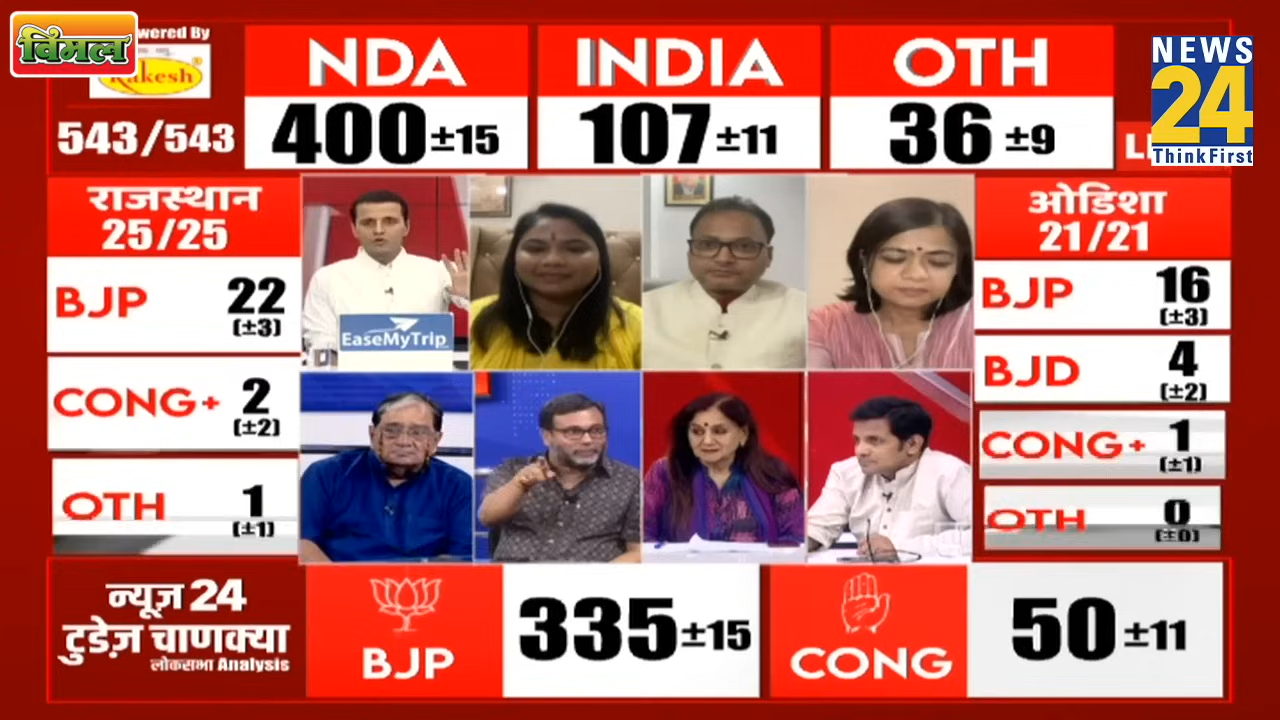 विमल
Powered By
Rakesh
543/543
NDA
400 ±15
INDIA
107 ±11
OTH
36 ±9
NEWS
24
ThinkFirst
राजस्थान
25/25
BJP 22
(±3)
CONG+ 2
(±2)
OTH 1
(±1)
EaseMyTrip
ओडिशा
21/21
BJP 16
(±3)
BJD 4
(±2)
CONG+ 1
(±1)
OTH 0
(±0)
न्यूज़ 24
टुडेज़ चाणक्या
लोकसभा Analysis
BJP
335 ±15
CONG
50 ±11